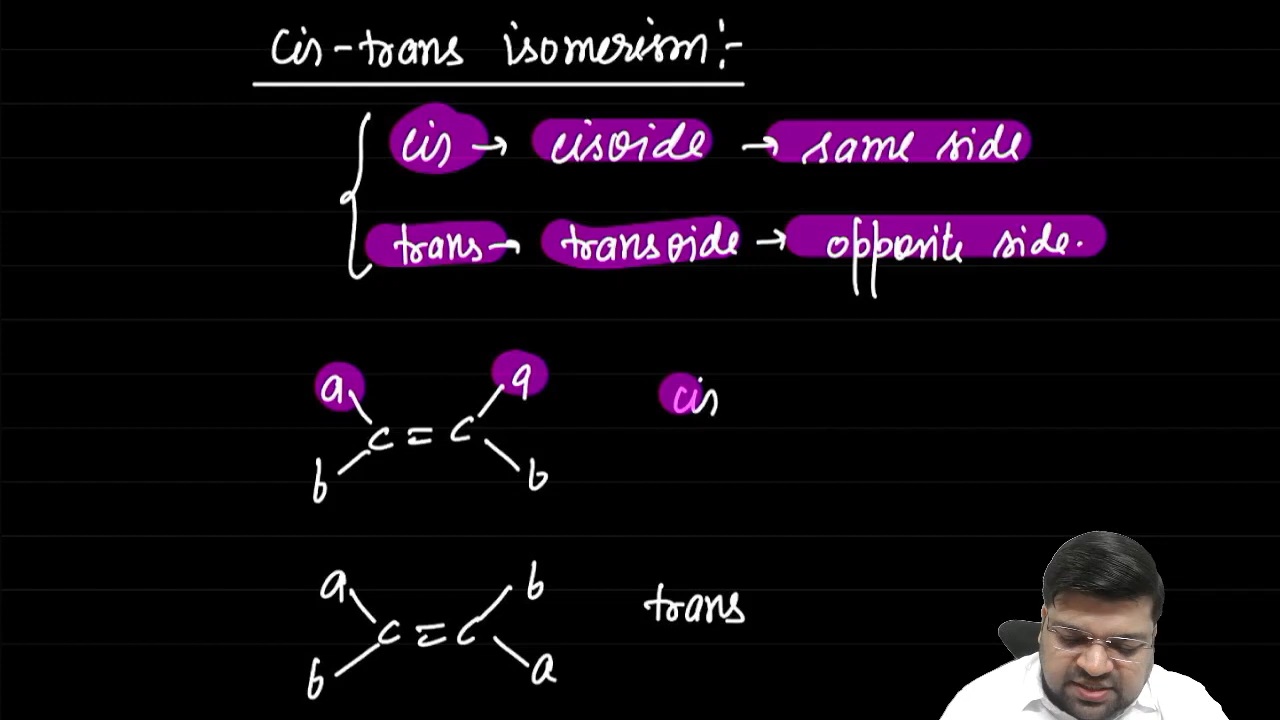 cis-trans isomerism:-
cis → cisoide → same side
trans → transoide → opposite side.
a a cis
C = C
b b
a b trans
C = C
b a